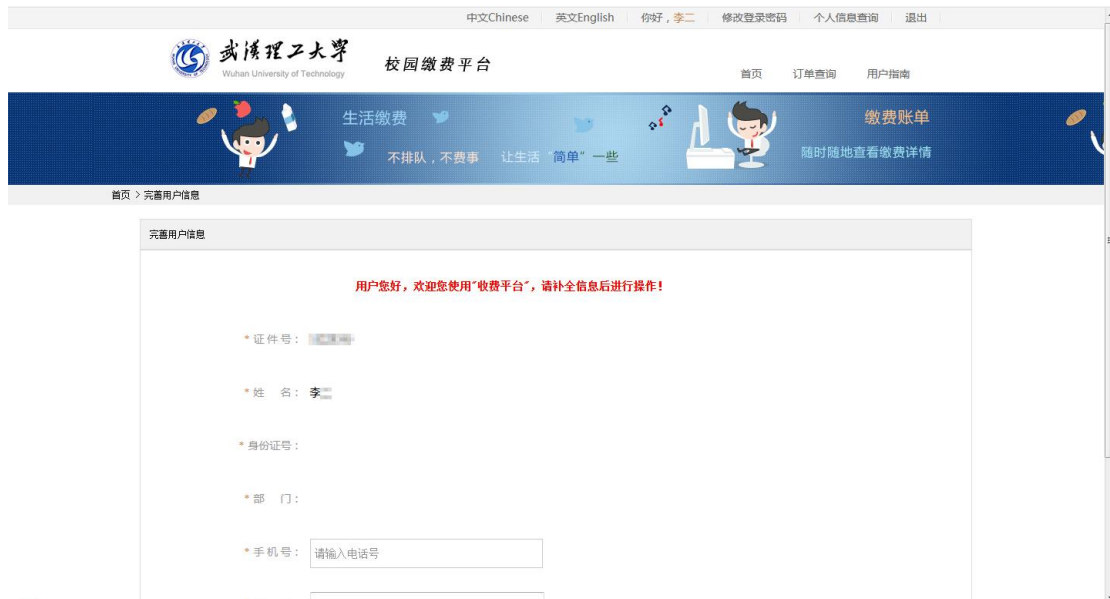 中文Chinese 英文English 你好，李二 修改登录密码 个人信息查询 退出
武汉理工大学 校园缴费平台
Wuhan University of Technology
首页 订单查询 用户指南
生活缴费
不排队，不费事 让生活“简单”一些
缴费账单
随时随地查看缴费详情
首页 > 完善用户信息
完善用户信息
用户您好，欢迎您使用"收费平台"，请补全信息后进行操作！
*证件号：
*姓 名： 李
*身份证号：
*部 门：
*手机号： 请输入电话号